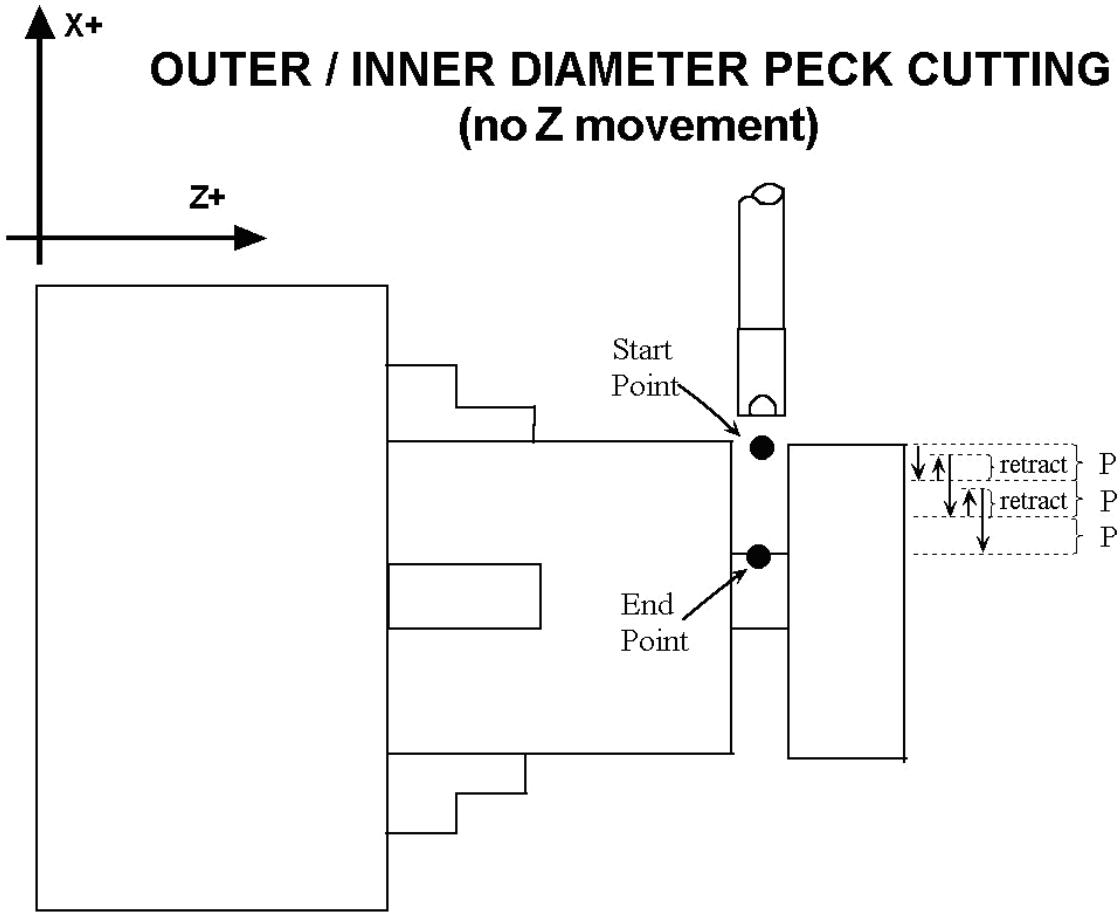 X+
OUTER / INNER DIAMETER PECK CUTTING
(no Z movement)
Z+
Start
Point
retract
P
retract
P
P
End
Point